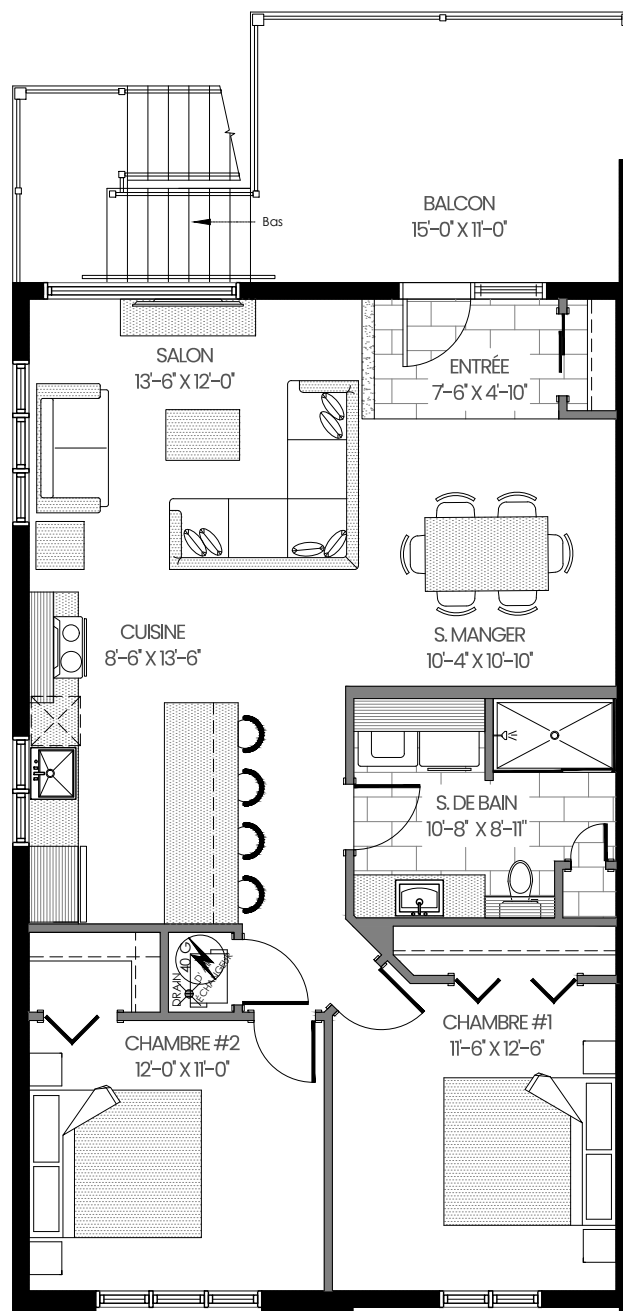 BALCON
15'-0" X 11'-0"
Bas
SALON
13'-6" X 12'-0"
ENTRÉE
7'-6" X 4'-10"
CUISINE
8'-6" X 13'-6"
S. MANGER
10'-4" X 10'-10"
S. DE BAIN
10'-8" X 8'-11"
DRAIN
40 G
D'
ÉCHANGEUR
CHAMBRE #2
12'-0" X 11'-0"
CHAMBRE #1
11'-6" X 12'-6"